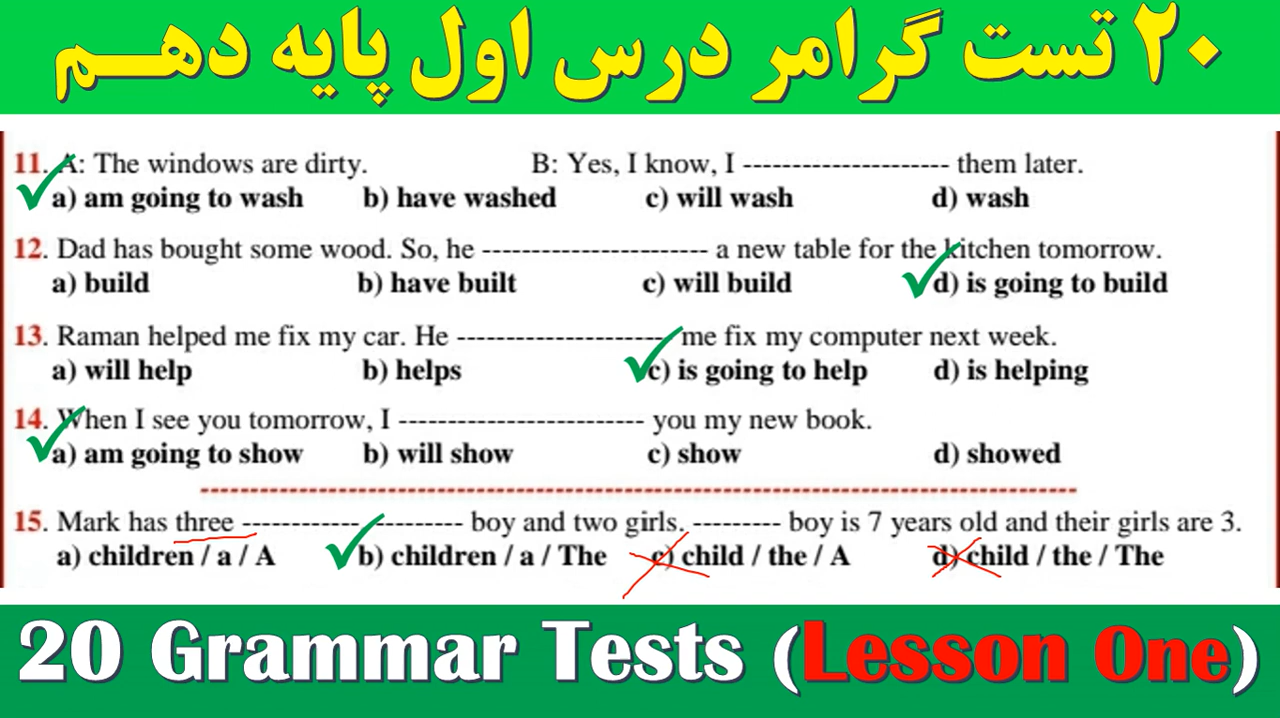 ۲۰ تست گرامر درس اول پایه دهم
11. A: The windows are dirty. B: Yes, I know, I --------------------- them later.
a) am going to wash b) have washed c) will wash d) wash
12. Dad has bought some wood. So, he ----------------------- a new table for the kitchen tomorrow.
a) build b) have built c) will build d) is going to build
13. Raman helped me fix my car. He ---------------------- me fix my computer next week.
a) will help b) helps c) is going to help d) is helping
14. When I see you tomorrow, I ------------------------- you my new book.
a) am going to show b) will show c) show d) showed
15. Mark has three ------------ --------- boy and two girls. --------- boy is 7 years old and their girls are 3.
a) children / a / A b) children / a / The c) child / the / A d) child / the / The
20 Grammar Tests (Lesson One)